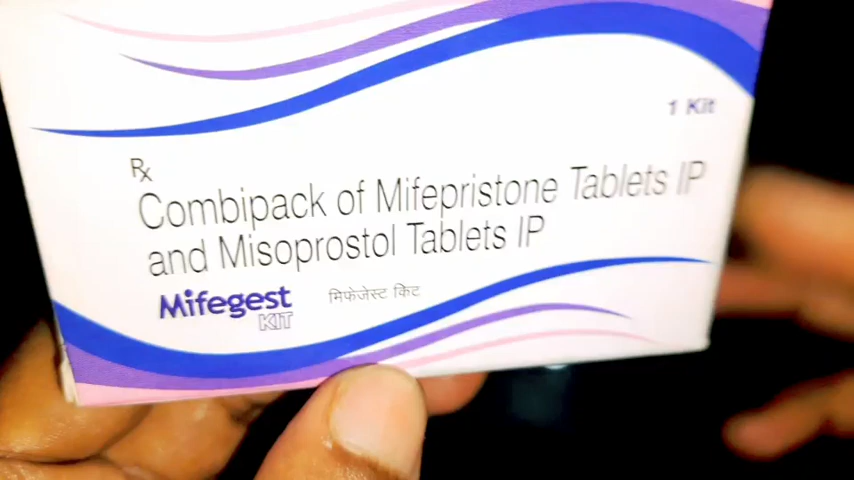 1 Kit
Rx
Combipack of Mifepristone Tablets IP
and Misoprostol Tablets IP
Mifegest मिफेजेस्ट किट
KIT